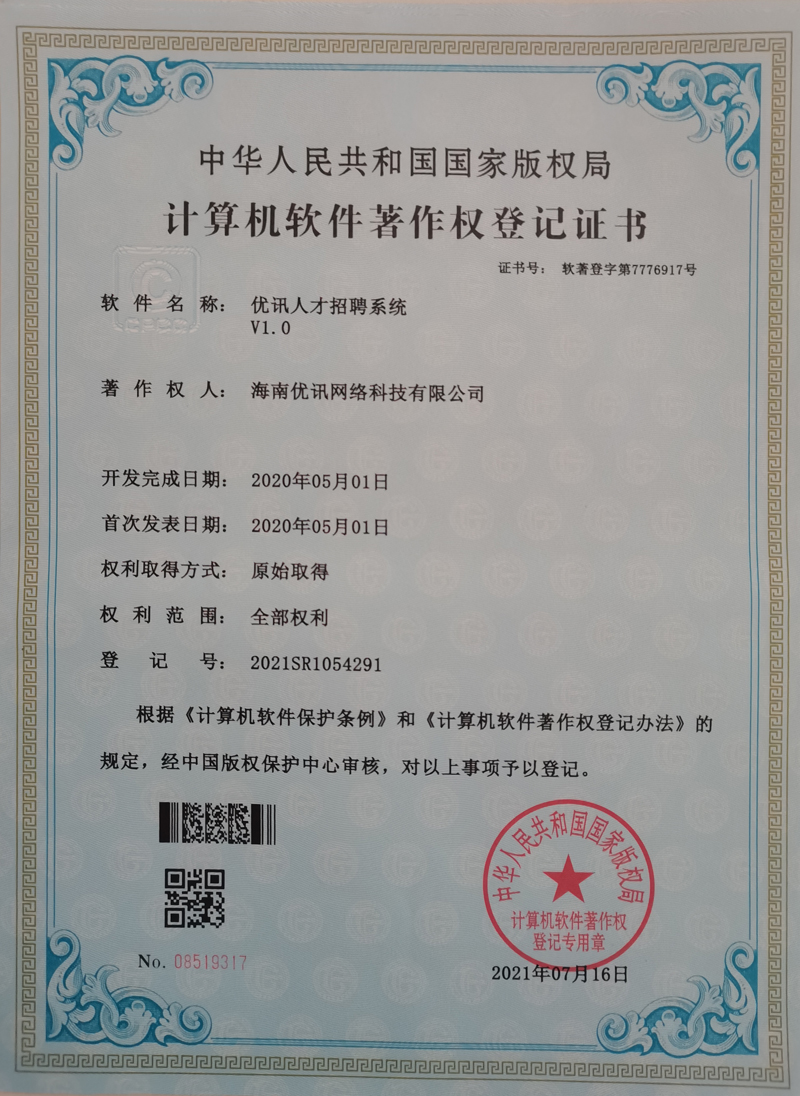 中华人民共和国国家版权局
计算机软件著作权登记证书
证书号： 软著登字第7776917号
软件名称： 优讯人才招聘系统
V1.0
著作权人： 海南优讯网络科技有限公司
开发完成日期： 2020年05月01日
首次发表日期： 2020年05月01日
权利取得方式： 原始取得
权利范围： 全部权利
登记号： 2021SR1054291
根据《计算机软件保护条例》和《计算机软件著作权登记办法》的
规定，经中国版权保护中心审核，对以上事项予以登记。
中华人民共和国国家版权局
计算机软件著作权
登记专用章
No. 08519317
2021年07月16日